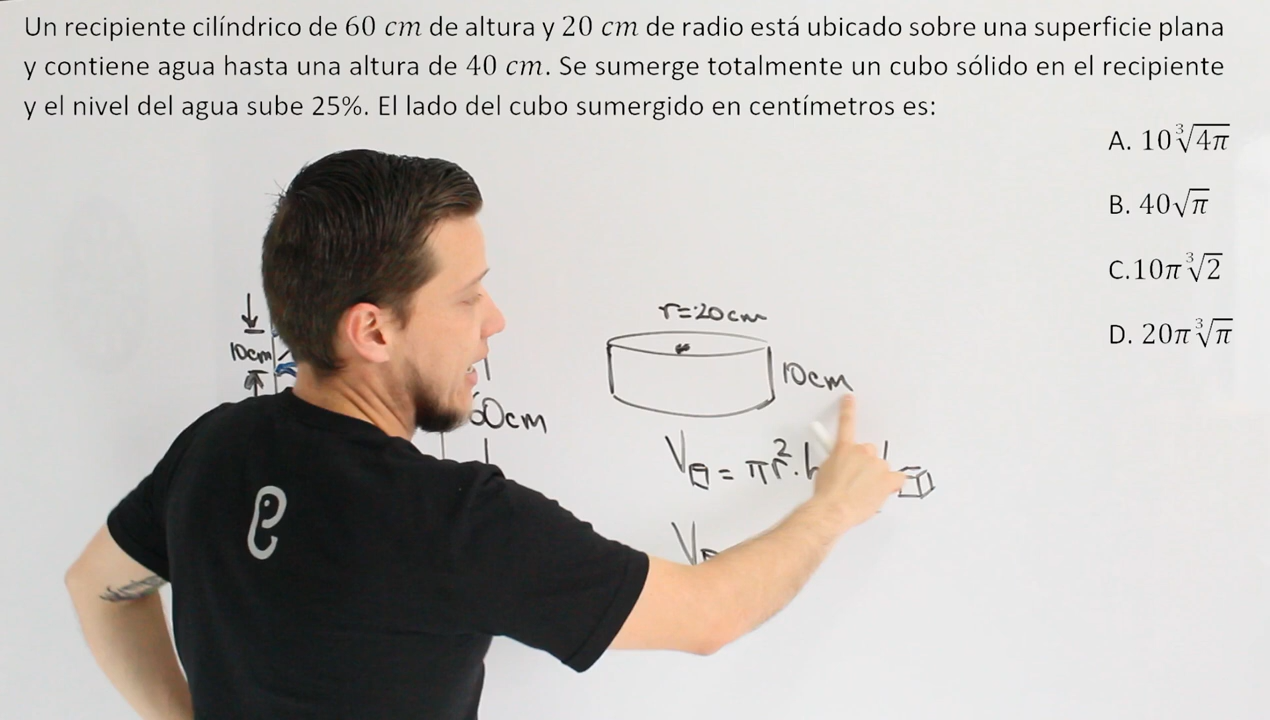 Un recipiente cilíndrico de 60 cm de altura y 20 cm de radio está ubicado sobre una superficie plana
y contiene agua hasta una altura de 40 cm. Se sumerge totalmente un cubo sólido en el recipiente
y el nivel del agua sube 25%. El lado del cubo sumergido en centímetros es:
A. 10∛4π
B. 40√π
C.10π∛2
D. 20π∛π
r=20cm
10cm
10cm
60cm
V = πr².h
V